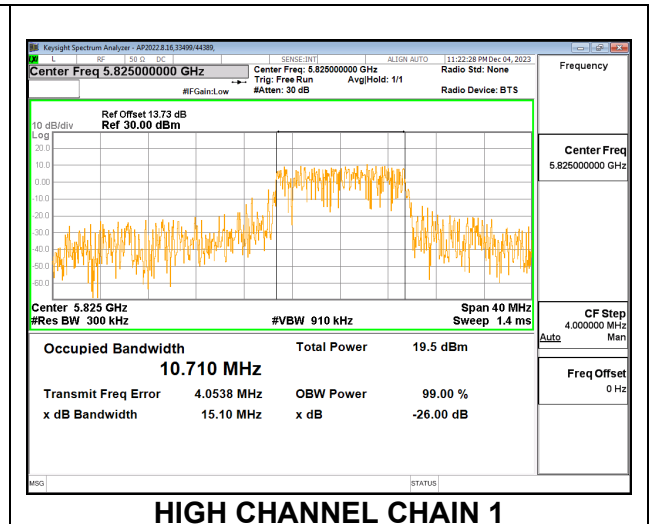 Keysight Spectrum Analyzer - AP2022.8.16,33499/44389,
L RF 50 Ω DC SENSE:INT ALIGN AUTO 11:22:28 PM Dec 04, 2023
Center Freq 5.825000000 GHz
Center Freq: 5.825000000 GHz Radio Std: None
Trig: Free Run Avg|Hold: 1/1
#IFGain:Low #Atten: 30 dB Radio Device: BTS
Frequency
Ref Offset 13.73 dB
10 dB/div Ref 30.00 dBm
Log
20.0
10.0
0.00
-10.0
-20.0
-30.0
-40.0
-50.0
-60.0
Center 5.825 GHz Span 40 MHz
#Res BW 300 kHz #VBW 910 kHz Sweep 1.4 ms
Center Freq
5.825000000 GHz
CF Step
4.000000 MHz
Auto Man
Freq Offset
0 Hz
Occupied Bandwidth Total Power 19.5 dBm
10.710 MHz
Transmit Freq Error 4.0538 MHz OBW Power 99.00 %
x dB Bandwidth 15.10 MHz x dB -26.00 dB
MSG STATUS
HIGH CHANNEL CHAIN 1